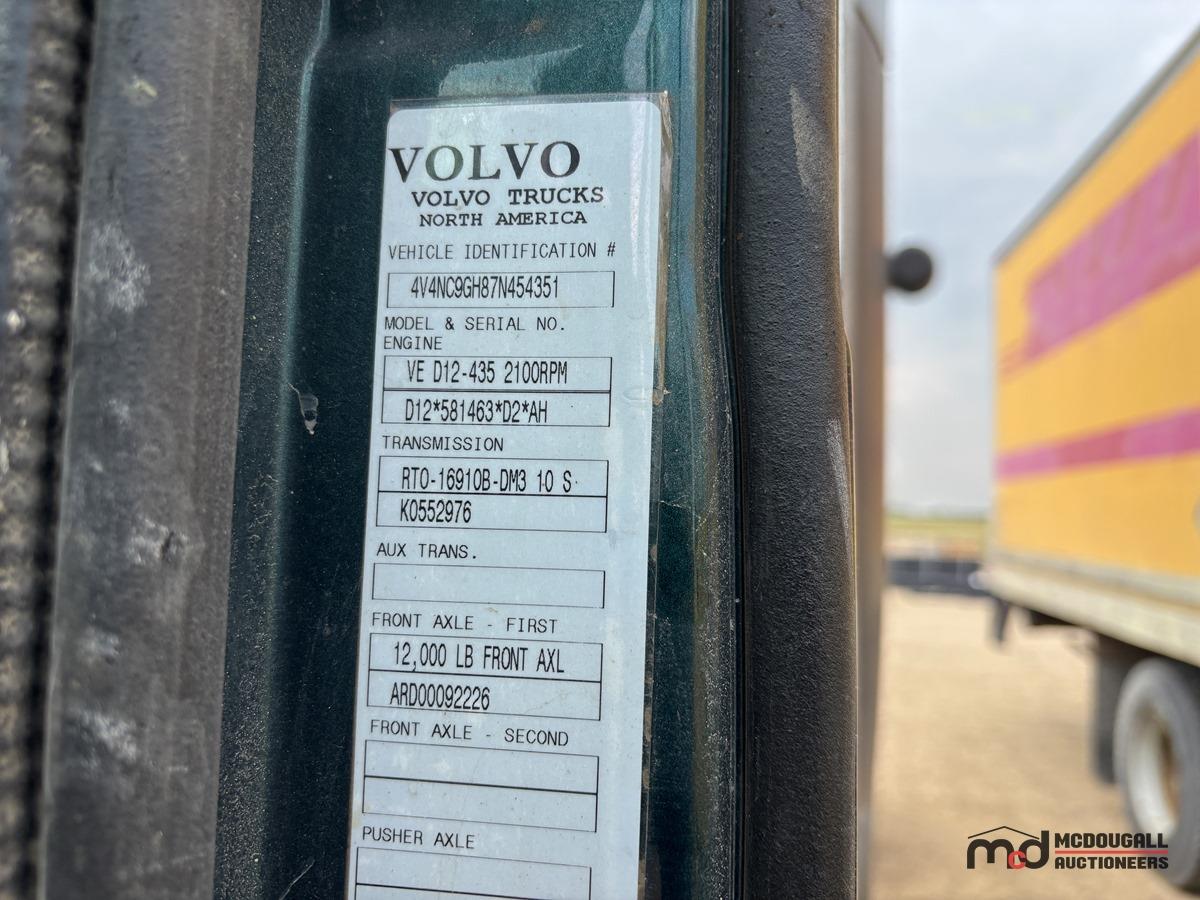 VOLVO
VOLVO TRUCKS
NORTH AMERICA
VEHICLE IDENTIFICATION #
4V4NC9GH87N454351
MODEL & SERIAL NO.
ENGINE
VE D12-435 2100RPM
D12*581463*D2*AH
TRANSMISSION
RTO-16910B-DM3 10 S
K0552976
AUX TRANS.
FRONT AXLE - FIRST
12,000 LB FRONT AXL
ARD00092226
FRONT AXLE - SECOND
PUSHER AXLE
mcd MCDOUGALL
AUCTIONEERS